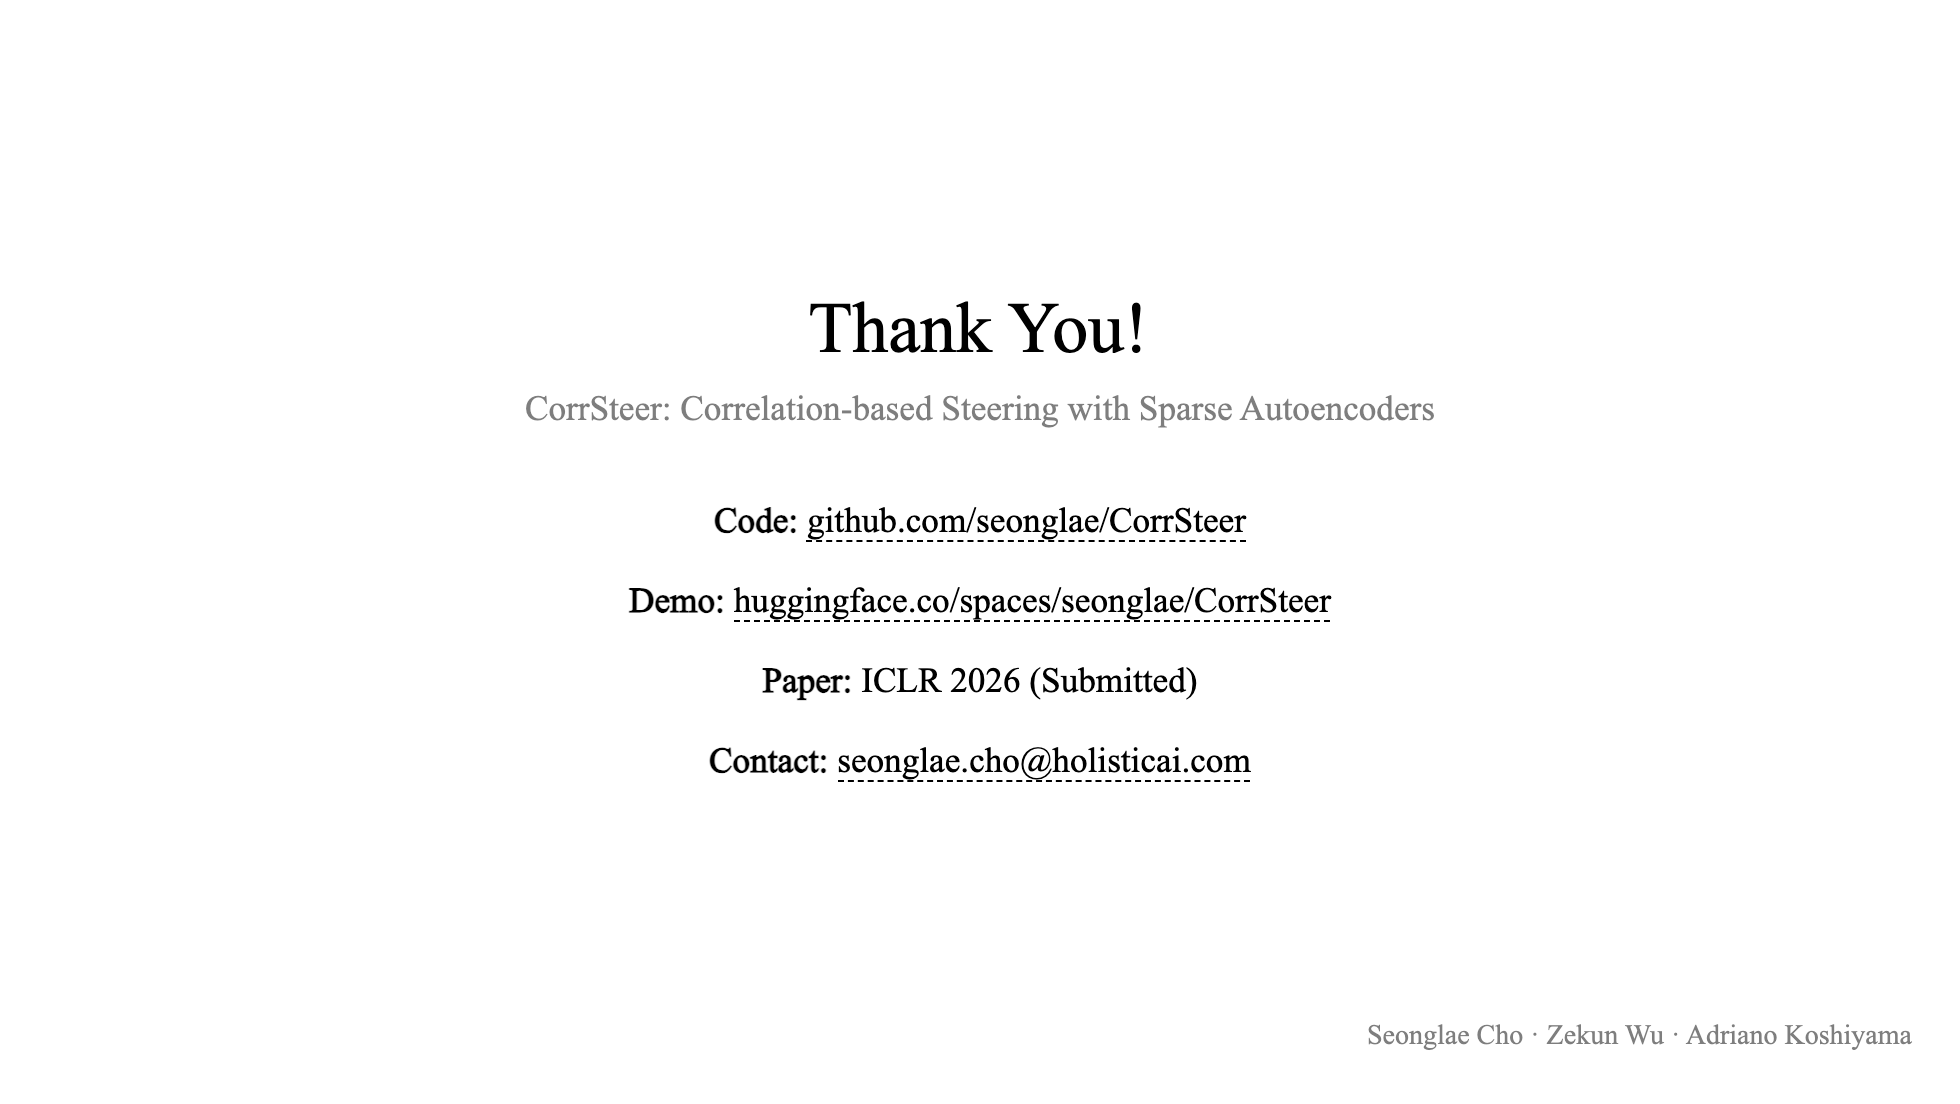 Thank You!
CorrSteer: Correlation-based Steering with Sparse Autoencoders
Code: github.com/seonglae/CorrSteer
Demo: huggingface.co/spaces/seonglae/CorrSteer
Paper: ICLR 2026 (Submitted)
Contact: seonglae.cho@holisticai.com
Seonglae Cho · Zekun Wu · Adriano Koshiyama